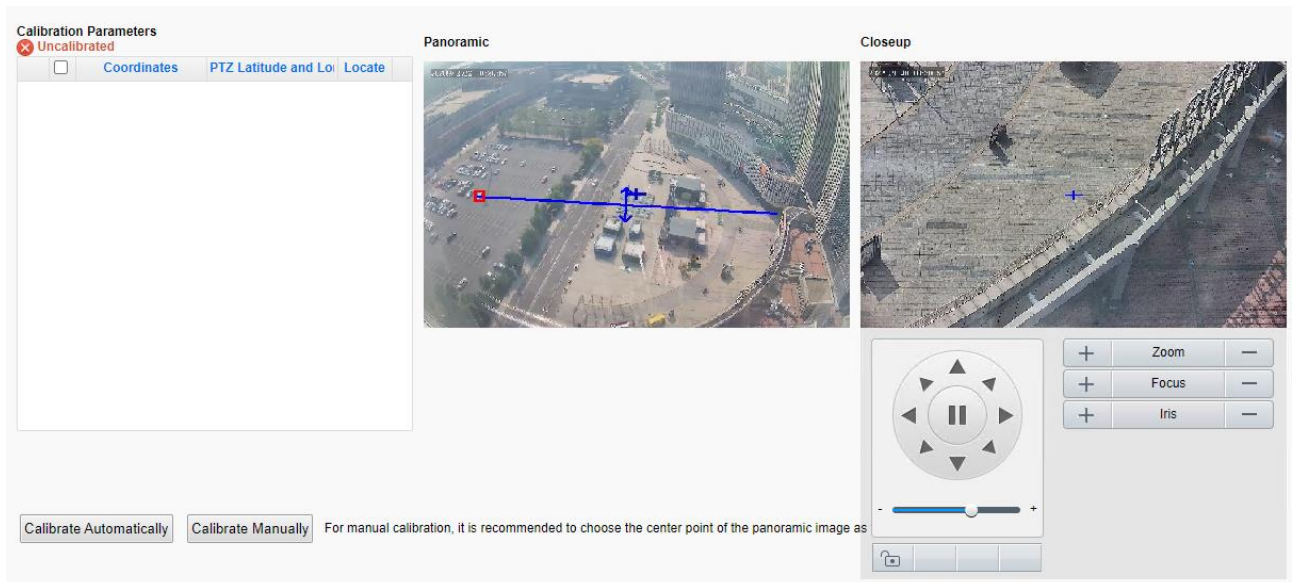 Calibration Parameters
Uncalibrated
Coordinates PTZ Latitude and Lo Locate
Panoramic
Closeup
+ Zoom −
+ Focus −
+ Iris −
- +
Calibrate Automatically Calibrate Manually For manual calibration, it is recommended to choose the center point of the panoramic image as